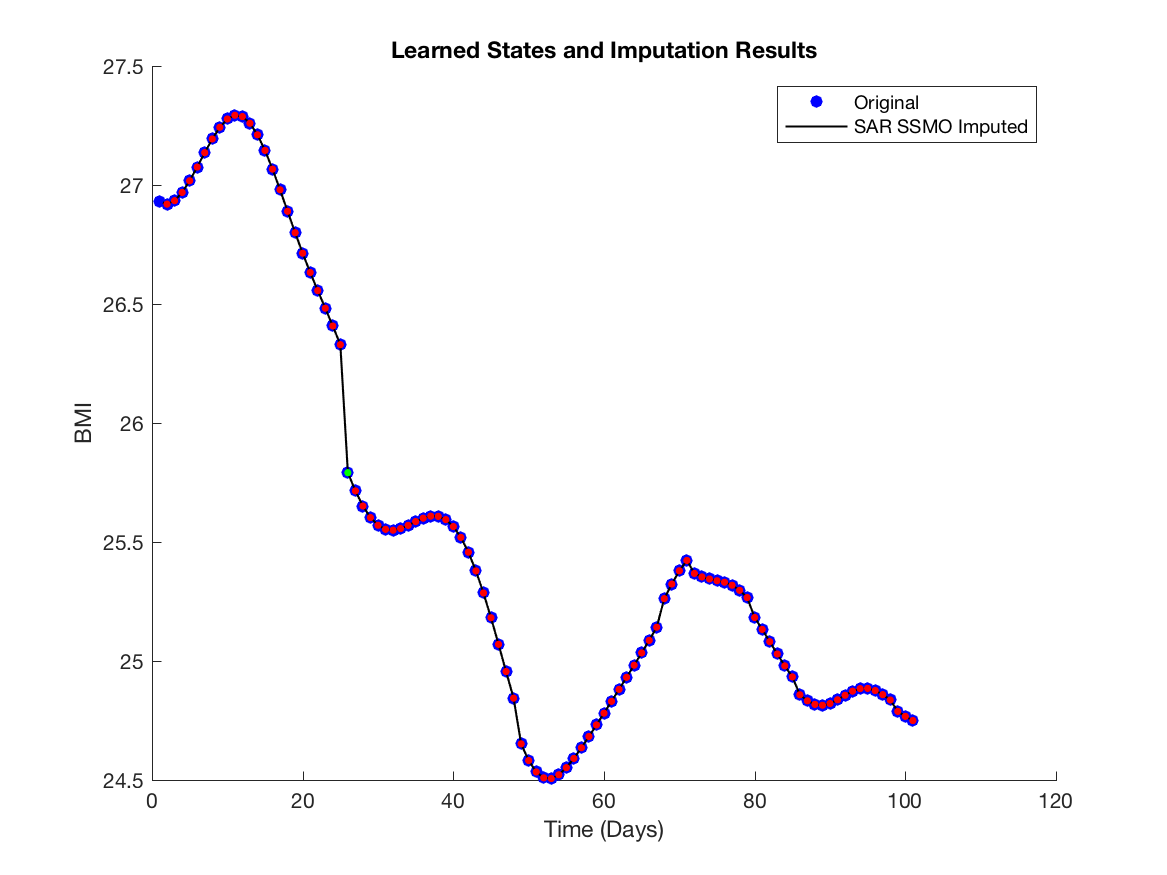 Learned States and Imputation Results
27.5
27
26.5
26
25.5
25
24.5
BMI
Original
SAR SSMO Imputed
0 20 40 60 80 100 120
Time (Days)